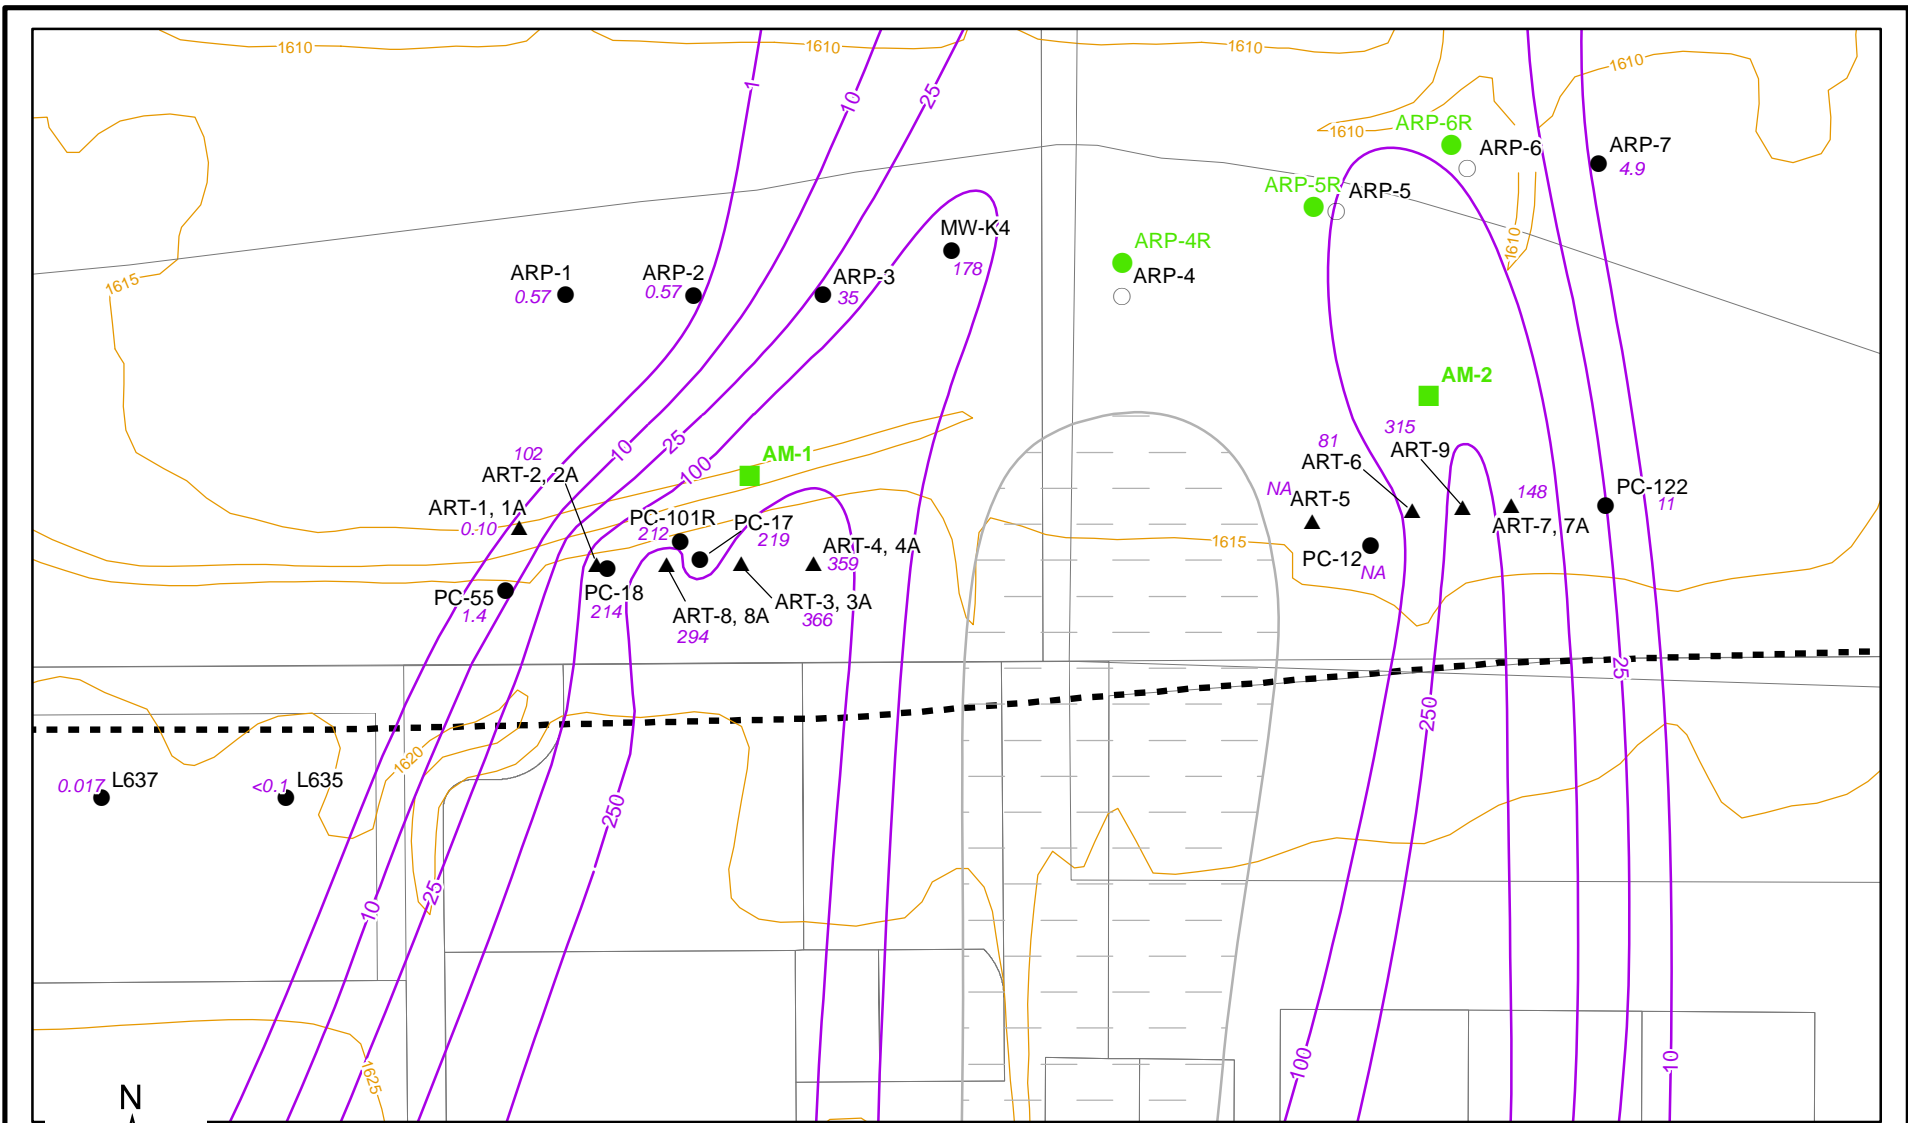 1610
1610
1610
1610
1
10
25
1610
ARP-6R
ARP-6
ARP-7
4.9
ARP-5R
ARP-5
MW-K4
178
ARP-4R
ARP-4
1610
ARP-1
0.57
ARP-2
0.57
ARP-3
35
1615
AM-2
315
ART-9
81
ART-6
102
ART-2, 2A
10
25
100
AM-1
NA
ART-5
148
ART-7, 7A
PC-122
11
ART-1, 1A
0.10
PC-101R
212
PC-17
219
ART-4, 4A
359
1615
PC-12
NA
PC-55
1.4
PC-18
214
ART-8, 8A
294
ART-3, 3A
366
25
250
1620
0.017
L637
<0.1
L635
250
10
25
1625
100
10
N